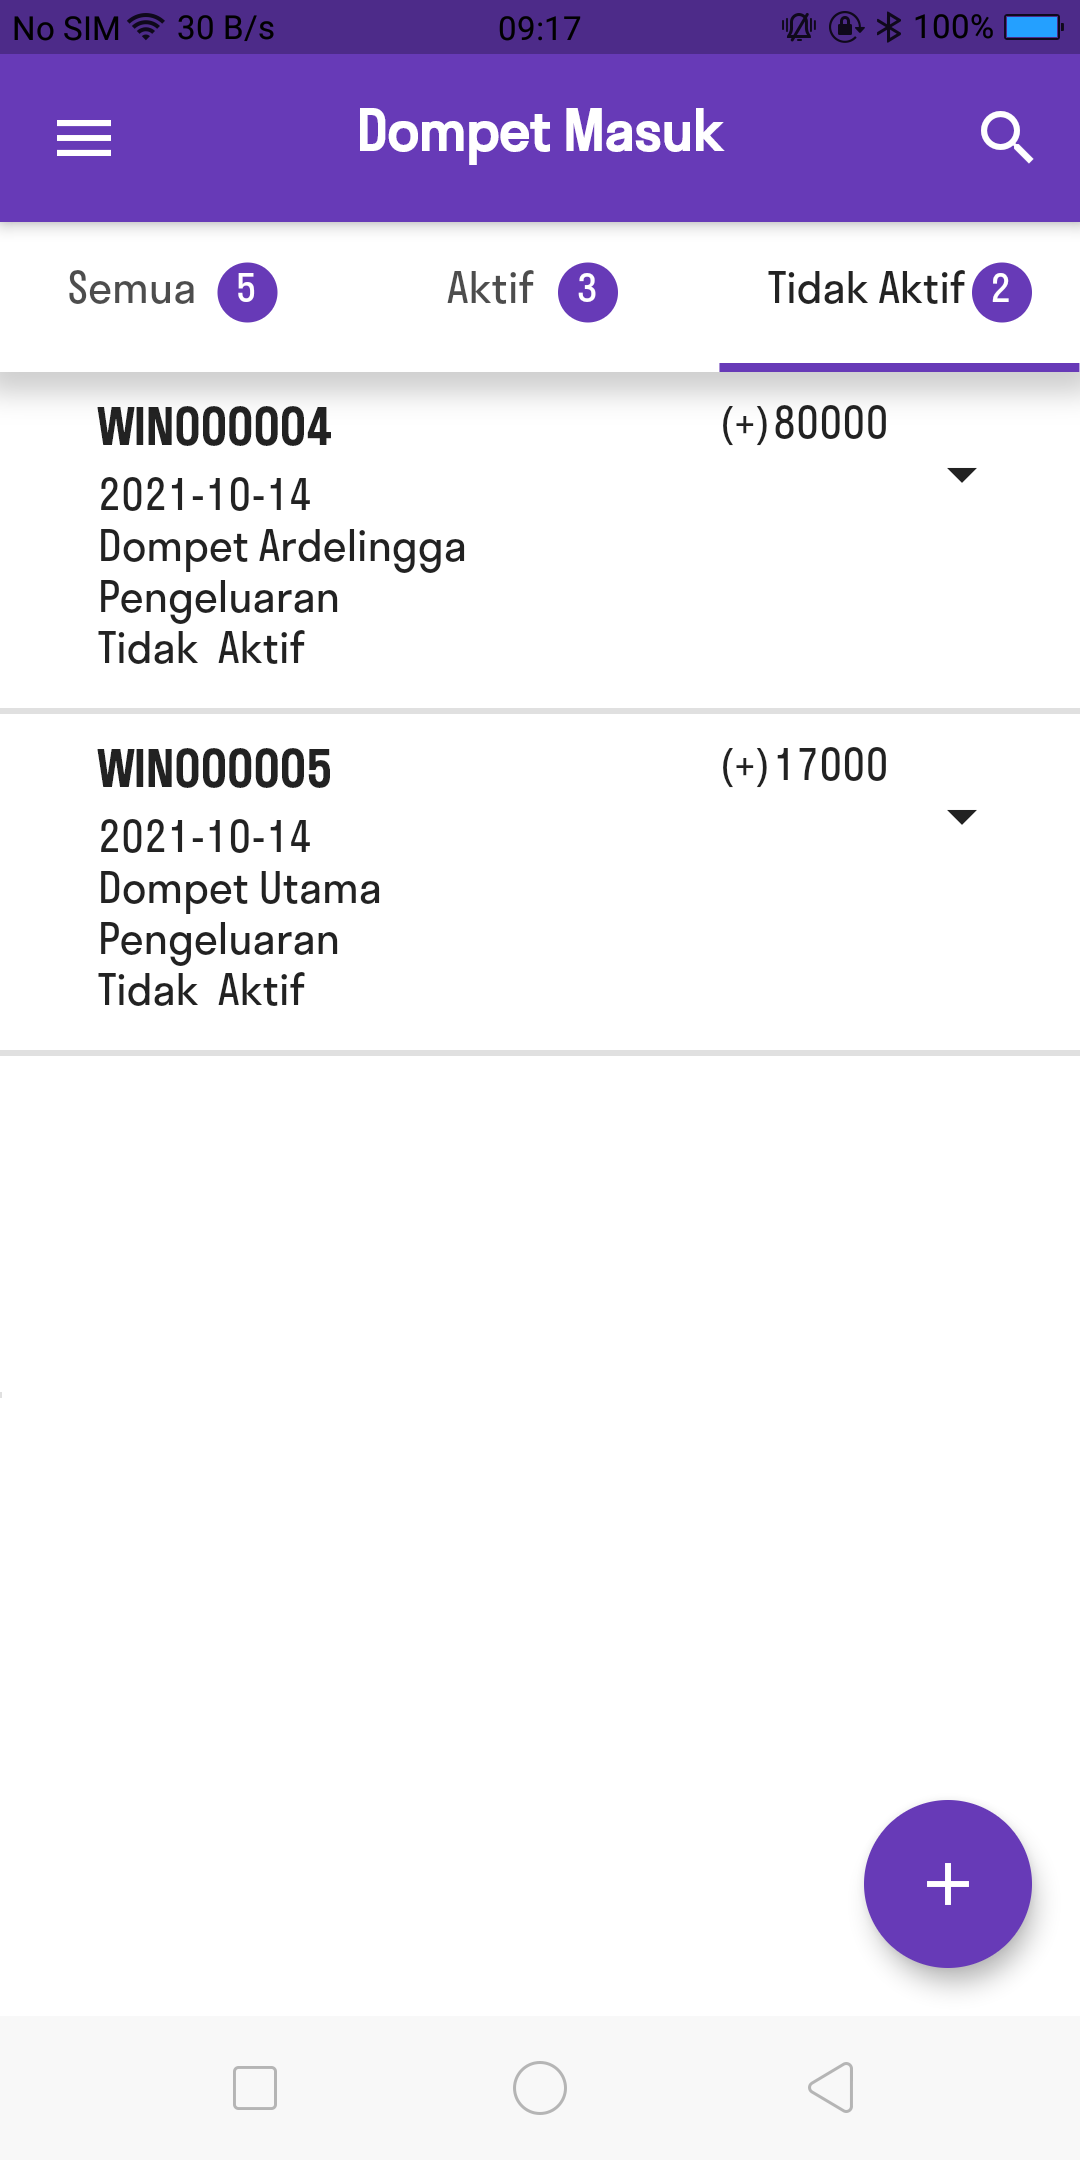 No SIM 30 B/s 09:17 100%
Dompet Masuk
Semua 5 Aktif 3 Tidak Aktif 2
WIN000004 (+)80000
2021-10-14
Dompet Ardelingga
Pengeluaran
Tidak Aktif
WIN000005 (+)17000
2021-10-14
Dompet Utama
Pengeluaran
Tidak Aktif